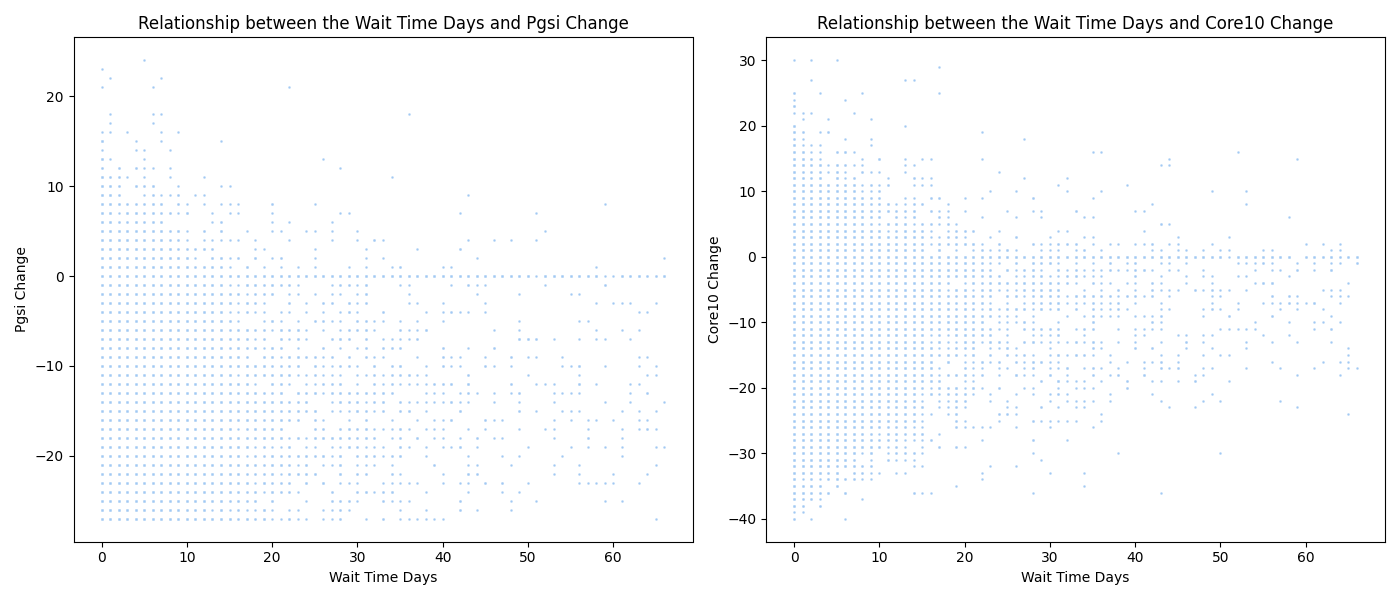 Relationship between the Wait Time Days and Pgsi Change
Pgsi Change
20
10
0
−10
−20
0 10 20 30 40 50 60
Wait Time Days
Relationship between the Wait Time Days and Core10 Change
Core10 Change
30
20
10
0
−10
−20
−30
−40
0 10 20 30 40 50 60
Wait Time Days